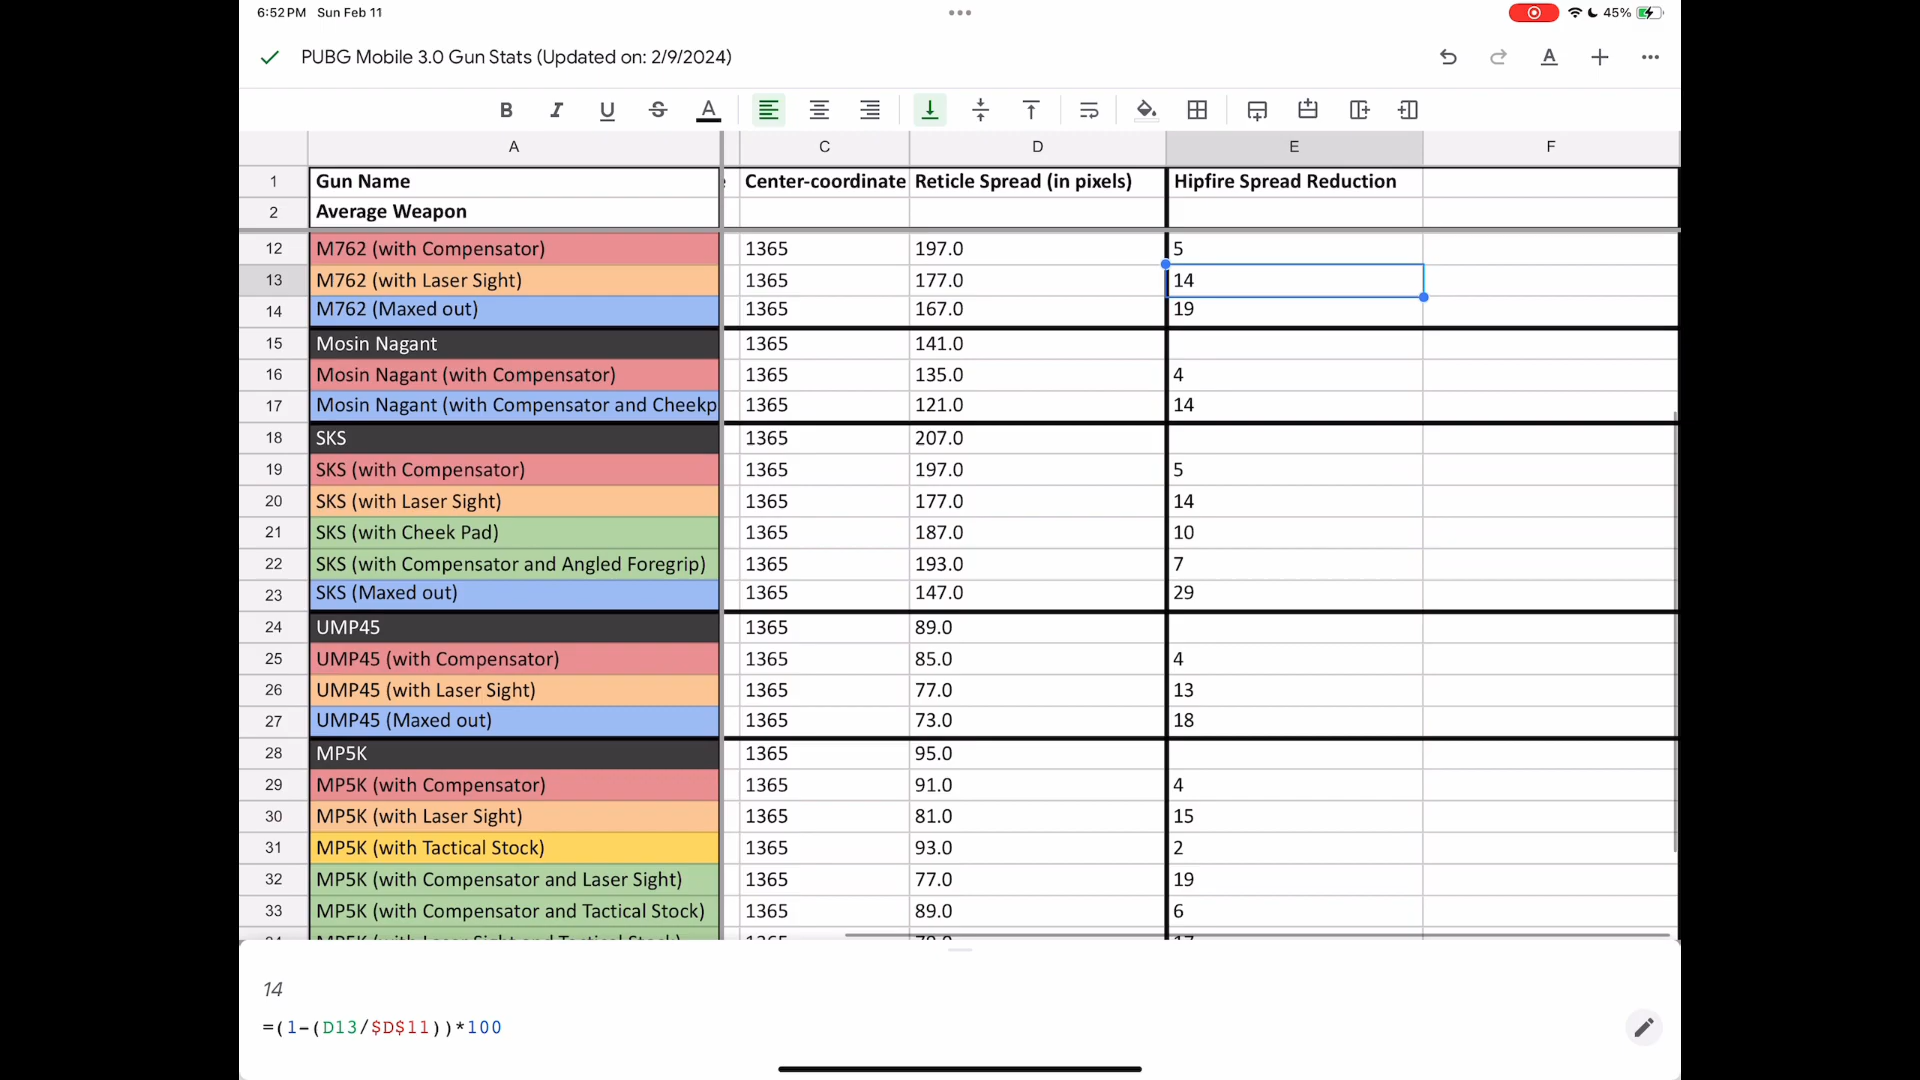 6:52 PM Sun Feb 11
45%
PUBG Mobile 3.0 Gun Stats (Updated on: 2/9/2024)
B I U S A
A C D E F
1 Gun Name Center-coordinate Reticle Spread (in pixels) Hipfire Spread Reduction
2 Average Weapon
12 M762 (with Compensator) 1365 197.0 5
13 M762 (with Laser Sight) 1365 177.0 14
14 M762 (Maxed out) 1365 167.0 19
15 Mosin Nagant 1365 141.0
16 Mosin Nagant (with Compensator) 1365 135.0 4
17 Mosin Nagant (with Compensator and Cheekp 1365 121.0 14
18 SKS 1365 207.0
19 SKS (with Compensator) 1365 197.0 5
20 SKS (with Laser Sight) 1365 177.0 14
21 SKS (with Cheek Pad) 1365 187.0 10
22 SKS (with Compensator and Angled Foregrip) 1365 193.0 7
23 SKS (Maxed out) 1365 147.0 29
24 UMP45 1365 89.0
25 UMP45 (with Compensator) 1365 85.0 4
26 UMP45 (with Laser Sight) 1365 77.0 13
27 UMP45 (Maxed out) 1365 73.0 18
28 MP5K 1365 95.0
29 MP5K (with Compensator) 1365 91.0 4
30 MP5K (with Laser Sight) 1365 81.0 15
31 MP5K (with Tactical Stock) 1365 93.0 2
32 MP5K (with Compensator and Laser Sight) 1365 77.0 19
33 MP5K (with Compensator and Tactical Stock) 1365 89.0 6
14
=(1-(D13/$D$11))*100